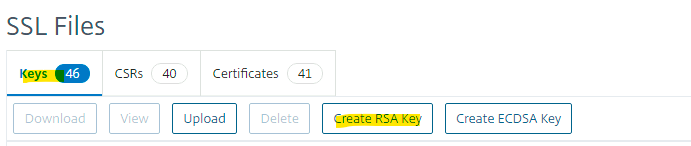 SSL Files
Keys 46 CSRs 40 Certificates 41
Download View Upload Delete Create RSA Key Create ECDSA Key